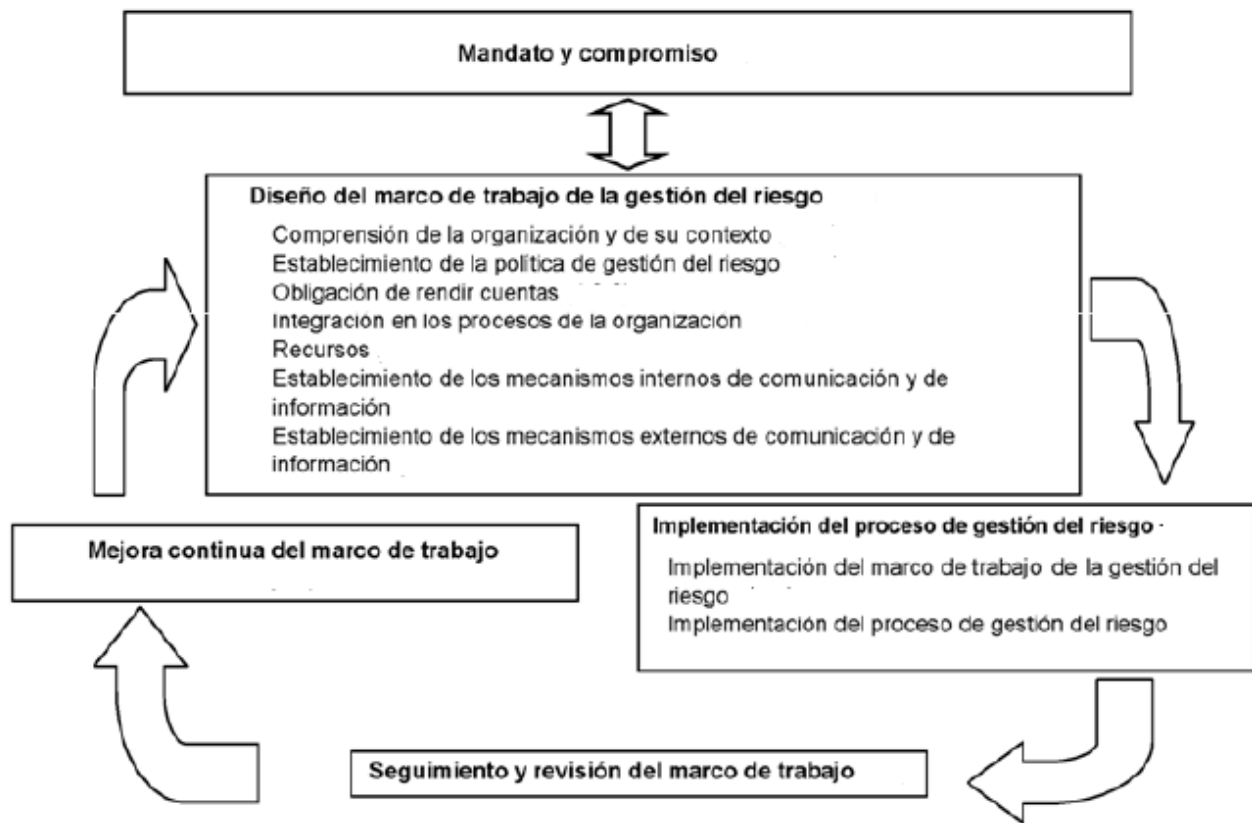 Mandato y compromiso
Diseño del marco de trabajo de la gestión del riesgo
Comprensión de la organización y de su contexto
Establecimiento de la política de gestión del riesgo
Obligación de rendir cuentas
Integración en los procesos de la organización
Recursos
Establecimiento de los mecanismos internos de comunicación y de
información
Establecimiento de los mecanismos externos de comunicación y de
información
Implementación del proceso de gestión del riesgo
Implementación del marco de trabajo de la gestión del
riesgo
Implementación del proceso de gestión del riesgo
Mejora continua del marco de trabajo
Seguimiento y revisión del marco de trabajo